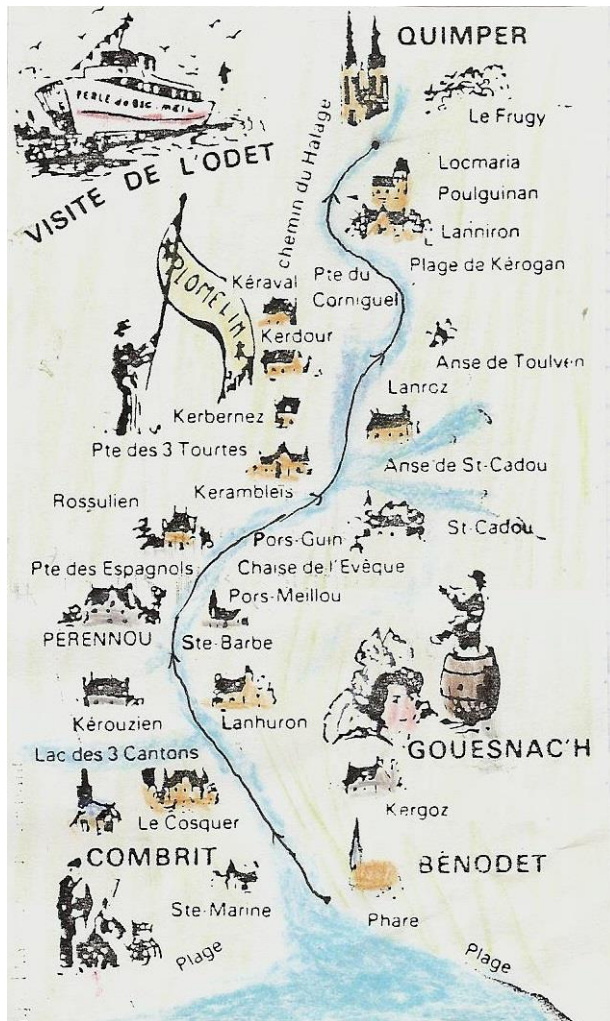 QUIMPER
PERLE de BEG-MEIL
Le Frugy
VISITE DE L'ODET
chemin du Halage
Locmaria
Poulguinan
Lanniron
Plage de Kérogan
PLOMELIN
Kéraval
Pte du
Corniguel
Kerdour
Anse de Toulven
Lanroz
Kerbernez
Pte des 3 Tourtes
Anse de St-Cadou
Kerambleis
Rossulien
St-Cadou
Pors-Guin
Pte des Espagnols
Chaise de l'Evèque
Pors-Meillou
PERENNOU
Ste-Barbe
Kérouzien
Lanhuron
Lac des 3 Cantons
GOUESNAC'H
Kergoz
Le Cosquer
COMBRIT
BÉNODET
Ste-Marine
Phare
Plage
Plage